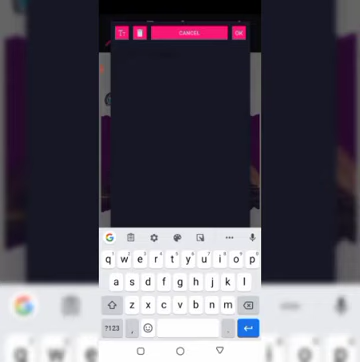 CANCEL OK
q w e r t y u i o p
a s d f g h j k l
z x c v b n m
?123 , .